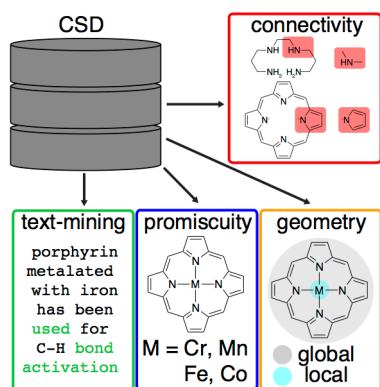 CSD
connectivity
NH HN
NH₂ H₂N
HN
N
N N
N
N
text-mining
porphyrin
metalated
with iron
has been
used for
C-H bond
activation
promiscuity
N
N M N
N
M = Cr, Mn
Fe, Co
geometry
N
N M N
N
global
local